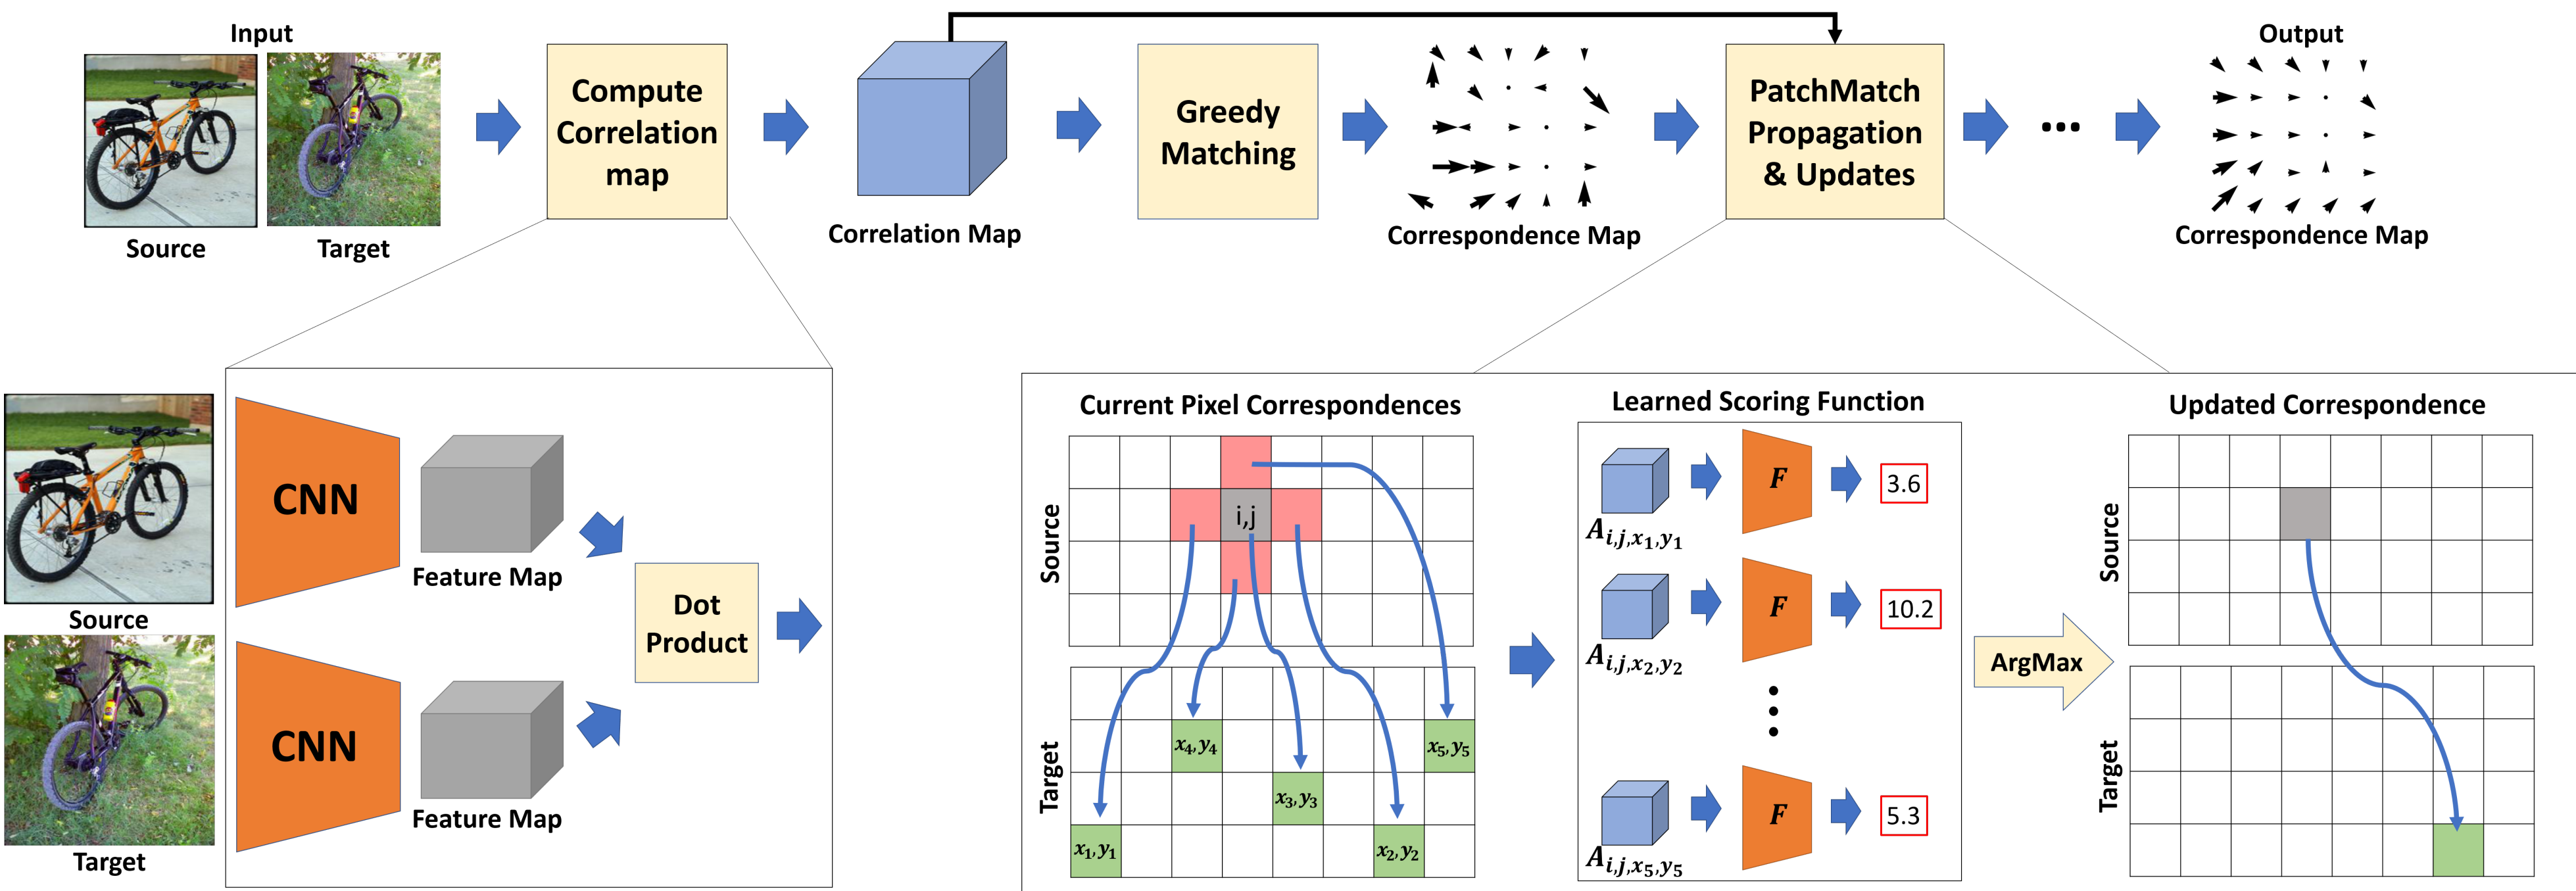 Input
Source
Target
Compute
Correlation
map
Correlation Map
Greedy
Matching
Correspondence Map
PatchMatch
Propagation
& Updates
...
Output
Correspondence Map
Source
Target
CNN
Feature Map
CNN
Feature Map
Dot
Product
Current Pixel Correspondences
Source
i,j
Target
x₄,y₄
x₅,y₅
x₃,y₃
x₁,y₁
x₂,y₂
Learned Scoring Function
F
3.6
A_{i,j,x₁,y₁}
F
10.2
A_{i,j,x₂,y₂}
F
5.3
A_{i,j,x₅,y₅}
ArgMax
Updated Correspondence
Source
Target